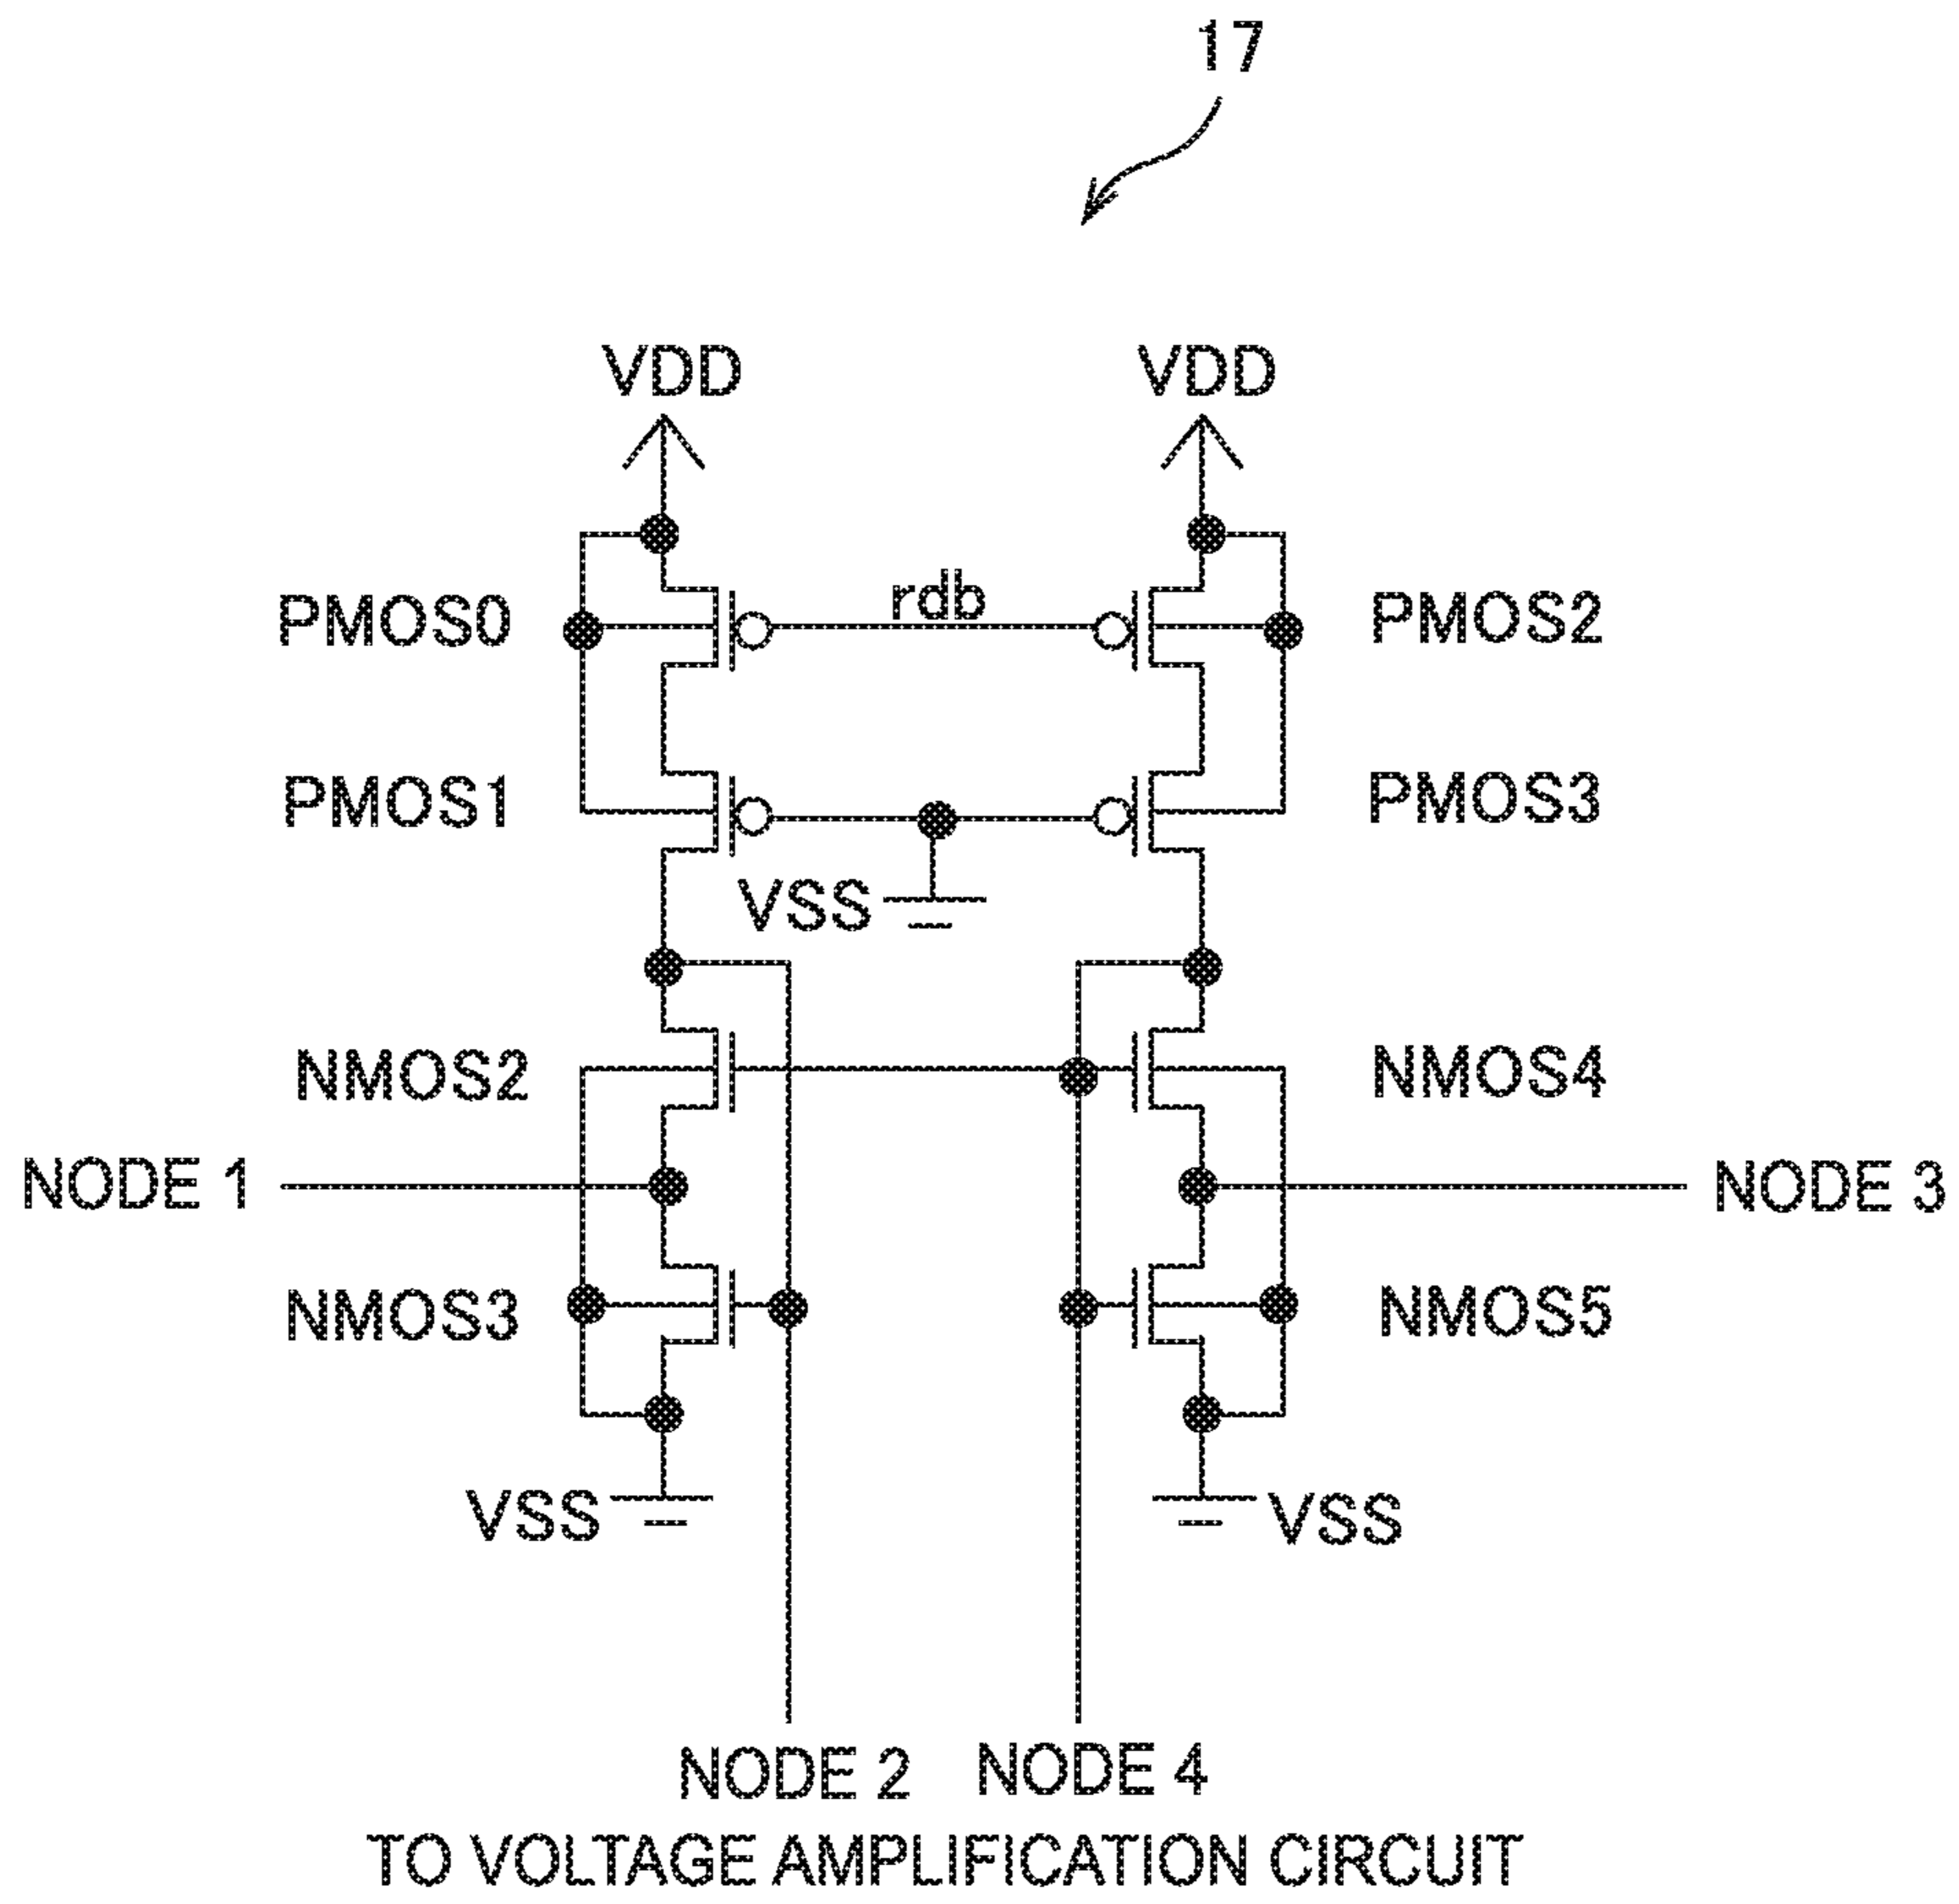 17
VDD VDD
PMOS0 rdb PMOS2
PMOS1 PMOS3
VSS
NMOS2 NMOS4
NODE 1 NODE 3
NMOS3 NMOS5
VSS VSS
NODE 2 NODE 4
TO VOLTAGE AMPLIFICATION CIRCUIT